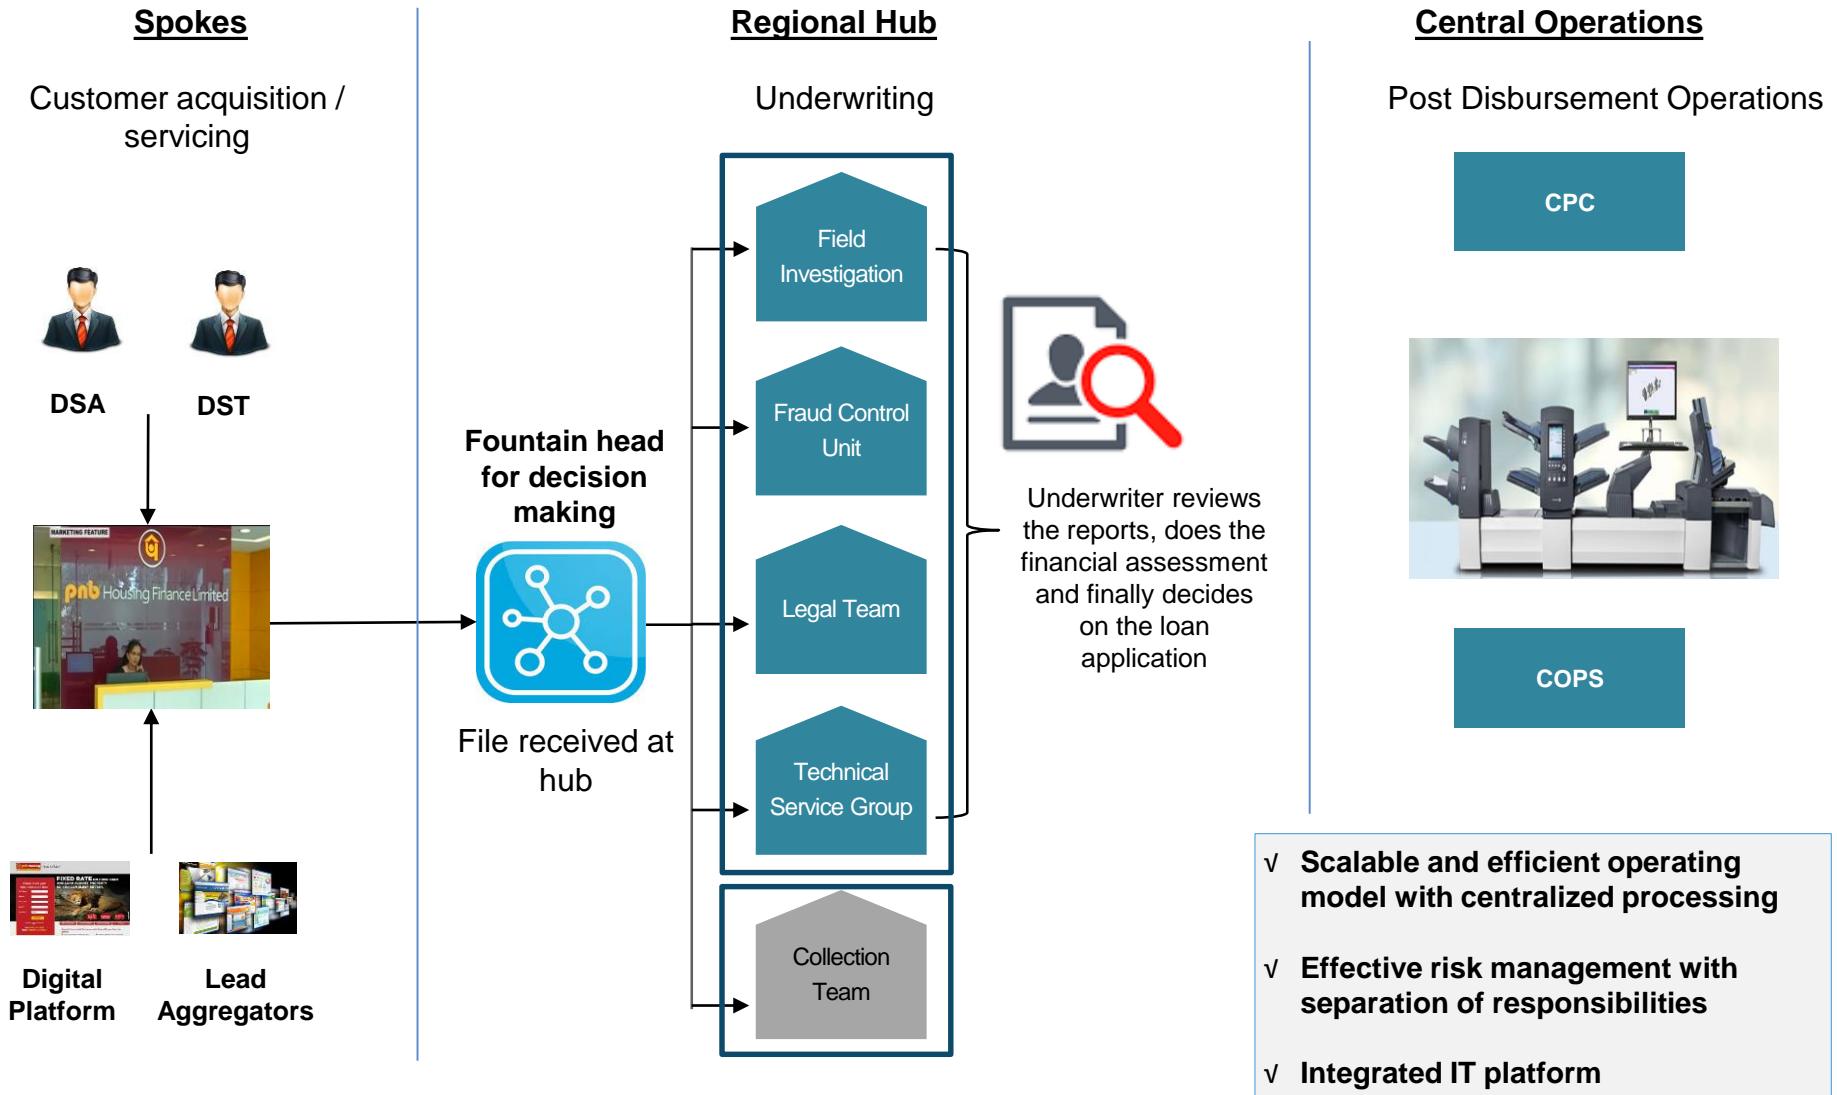 Spokes
Customer acquisition /
servicing
DSA
DST
MARKETING FEATURE
pnb Housing Finance Limited
Digital
Platform
Lead
Aggregators
Regional Hub
Underwriting
Fountain head
for decision
making
File received at
hub
Field
Investigation
Fraud Control
Unit
Legal Team
Technical
Service Group
Collection
Team
Underwriter reviews
the reports, does the
financial assessment
and finally decides
on the loan
application
Central Operations
Post Disbursement Operations
CPC
COPS
√ Scalable and efficient operating
model with centralized processing
√ Effective risk management with
separation of responsibilities
√ Integrated IT platform
FIXED RATE